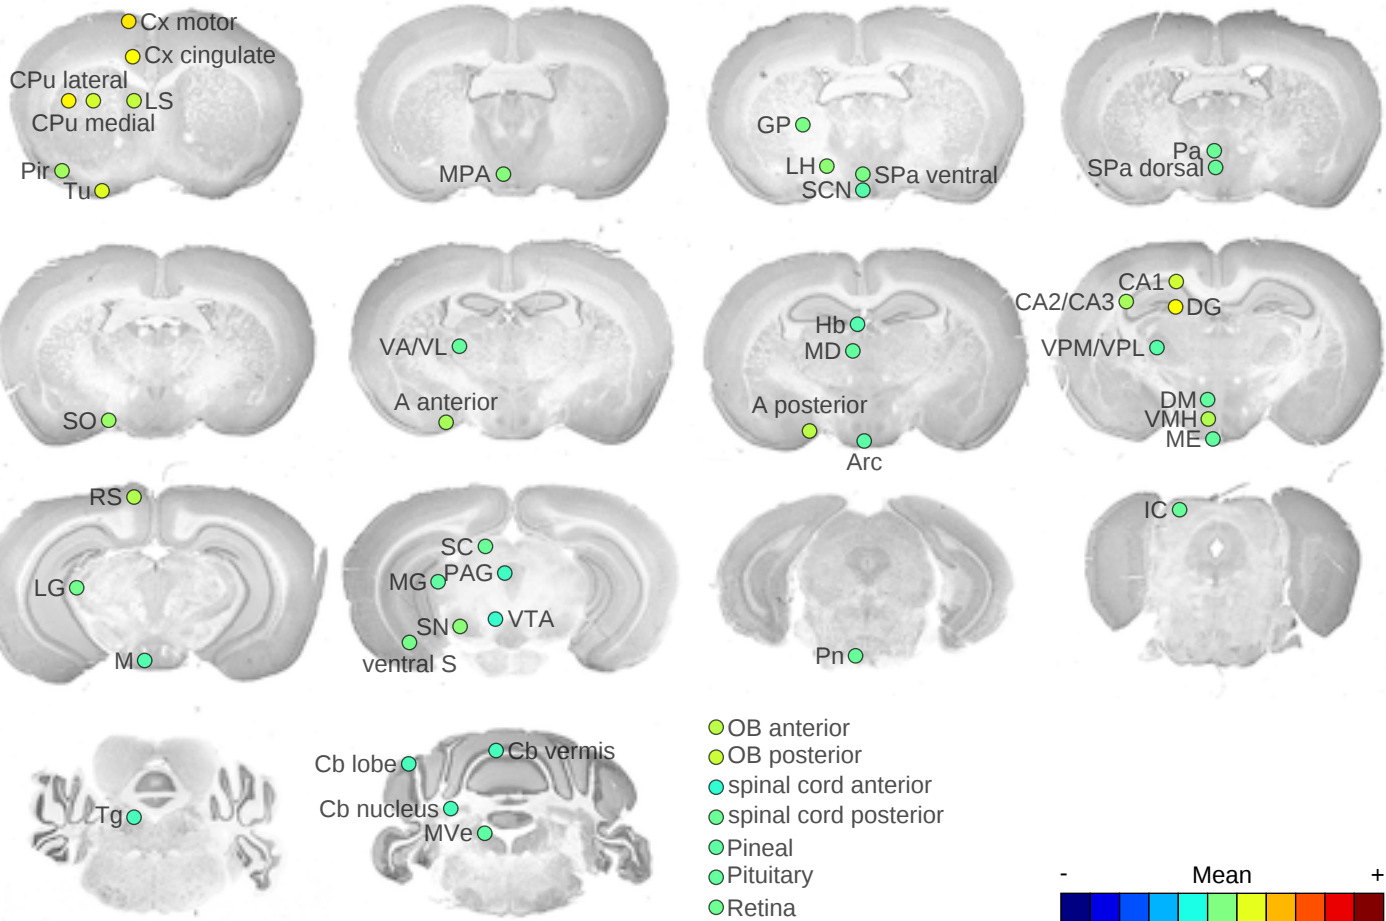 Cx motor
Cx cingulate
CPu lateral
LS
CPu medial
Pir
Tu
MPA
GP
LH
SPa ventral
SCN
Pa
SPa dorsal
SO
VA/VL
A anterior
Hb
MD
A posterior
Arc
CA1
CA2/CA3
DG
VPM/VPL
DM
VMH
ME
RS
LG
M
SC
PAG
MG
VTA
SN
ventral S
Pn
IC
Tg
Cb vermis
Cb lobe
Cb nucleus
MVe
OB anterior
OB posterior
spinal cord anterior
spinal cord posterior
Pineal
Pituitary
Retina
- Mean +